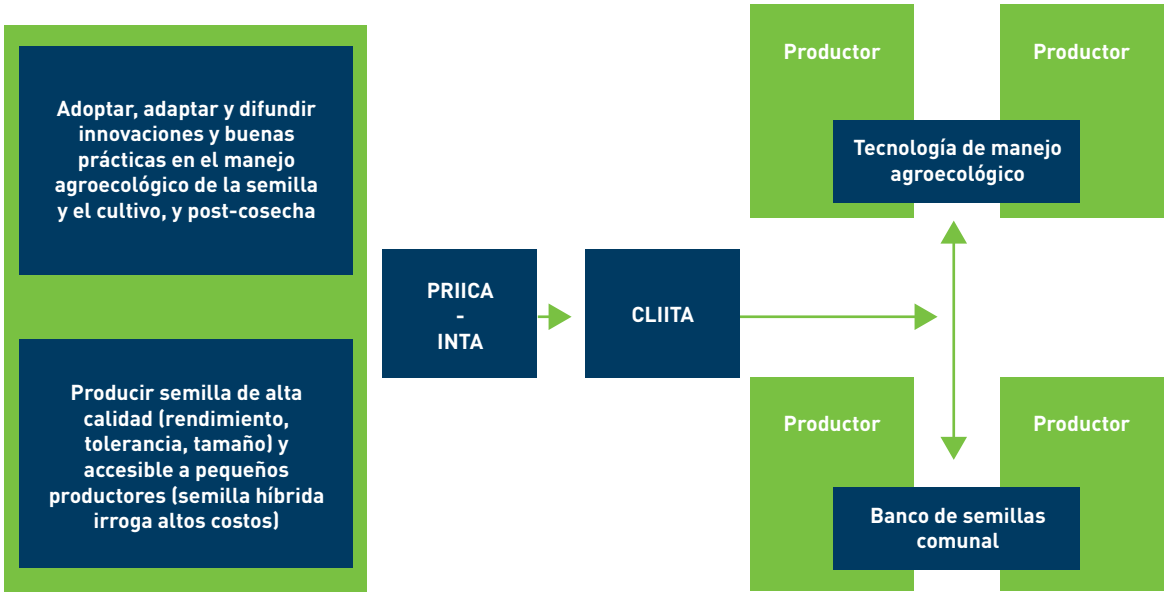 Adoptar, adaptar y difundir
innovaciones y buenas
prácticas en el manejo
agroecológico de la semilla
y el cultivo, y post-cosecha
Producir semilla de alta
calidad (rendimiento,
tolerancia, tamaño) y
accesible a pequeños
productores (semilla híbrida
irroga altos costos)
PRIICA
-
INTA
CLIITA
Productor
Productor
Tecnología de manejo
agroecológico
Productor
Productor
Banco de semillas
comunal